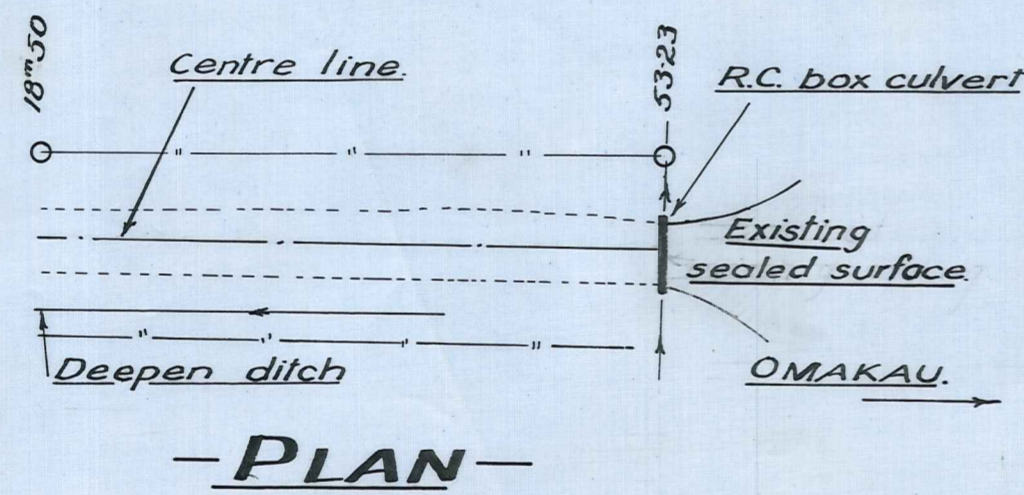 18ᵐ50
Centre line.
53·23
R.C. box culvert
Existing
sealed surface.
Deepen ditch
OMAKAU.
— PLAN —